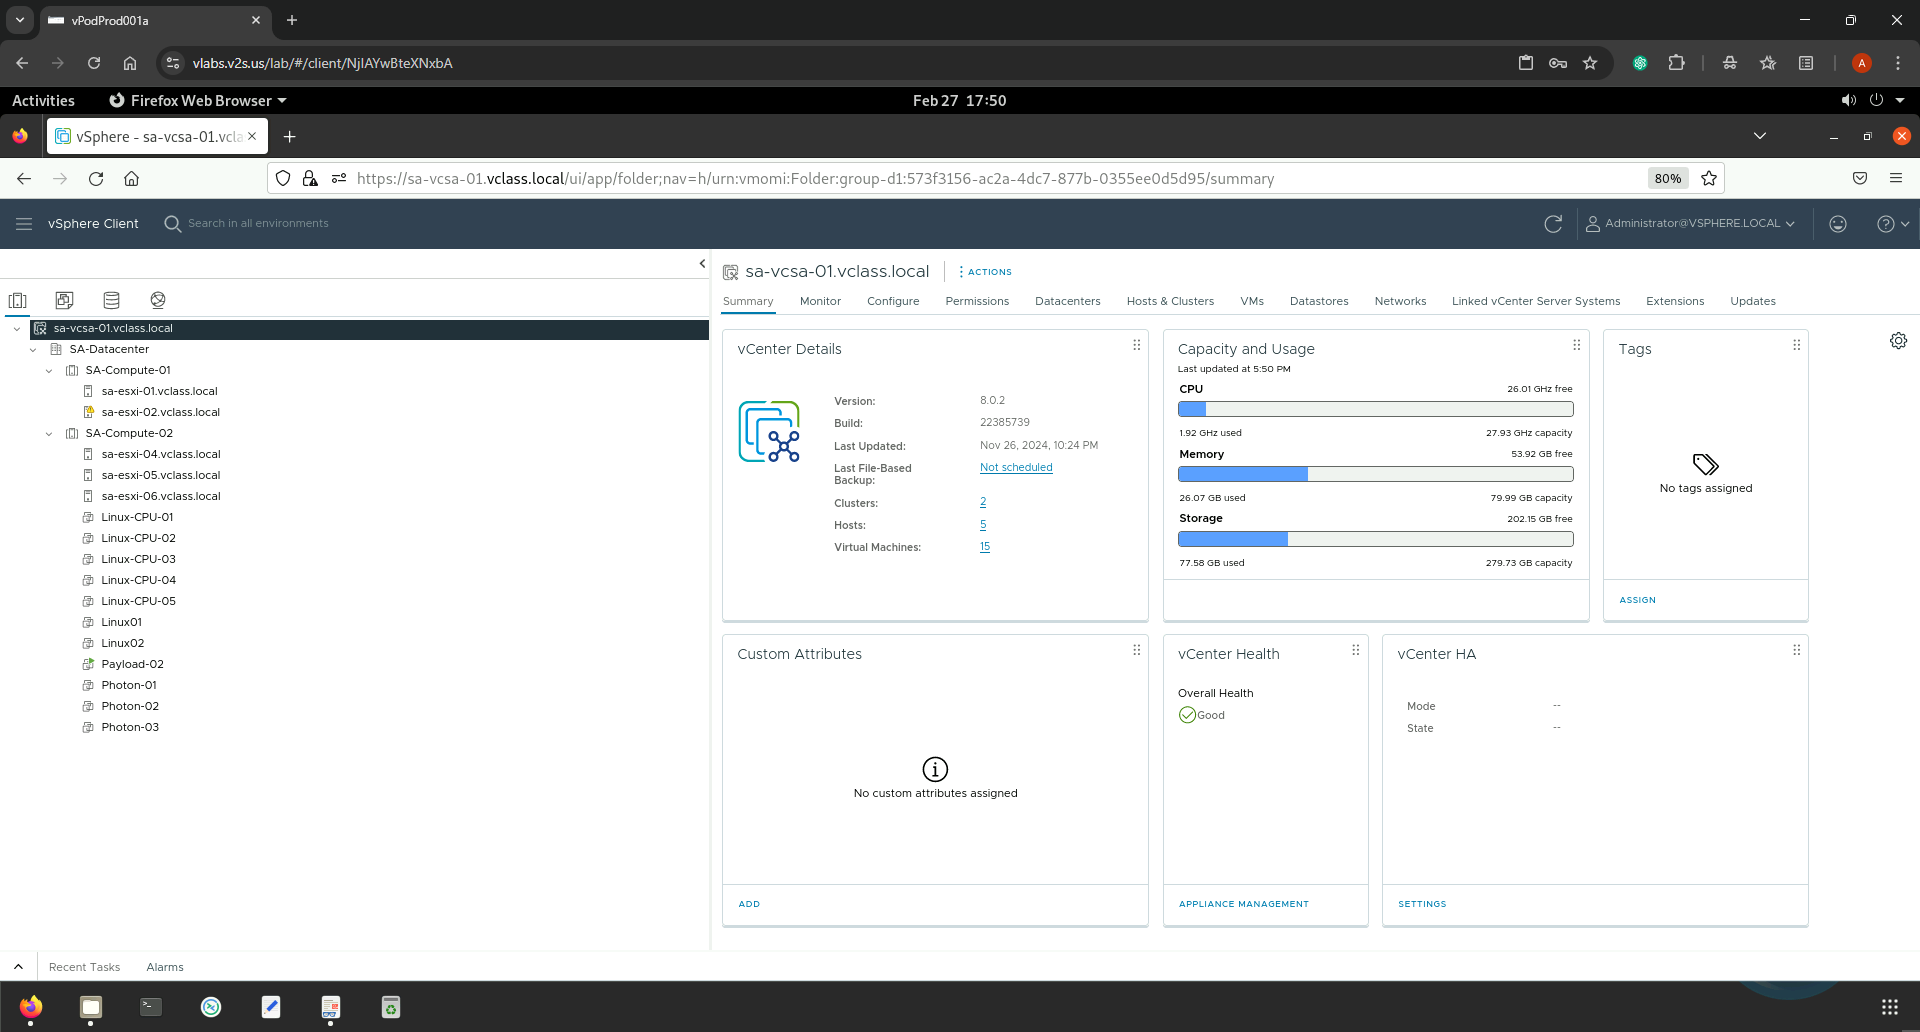 vPodProd001a
vlabs.v2s.us/lab/#/client/NjIAYwBteXNxbA
A
Activities
Firefox Web Browser
Feb 27 17:50
vSphere - sa-vcsa-01.vcla
https://sa-vcsa-01.vclass.local/ui/app/folder;nav=h/urn:vmomi:Folder:group-d1:573f3156-ac2a-4dc7-877b-0355ee0d5d95/summary
80%
vSphere Client
Search in all environments
Administrator@VSPHERE.LOCAL
sa-vcsa-01.vclass.local
SA-Datacenter
SA-Compute-01
sa-esxi-01.vclass.local
sa-esxi-02.vclass.local
SA-Compute-02
sa-esxi-04.vclass.local
sa-esxi-05.vclass.local
sa-esxi-06.vclass.local
Linux-CPU-01
Linux-CPU-02
Linux-CPU-03
Linux-CPU-04
Linux-CPU-05
Linux01
Linux02
Payload-02
Photon-01
Photon-02
Photon-03
sa-vcsa-01.vclass.local
ACTIONS
Summary Monitor Configure Permissions Datacenters Hosts & Clusters VMs Datastores Networks Linked vCenter Server Systems Extensions Updates
vCenter Details
Version: 8.0.2
Build: 22385739
Last Updated: Nov 26, 2024, 10:24 PM
Last File-Based Not scheduled
Backup:
Clusters: 2
Hosts: 5
Virtual Machines: 15
Capacity and Usage
Last updated at 5:50 PM
CPU 26.01 GHz free
1.92 GHz used 27.93 GHz capacity
Memory 53.92 GB free
26.07 GB used 79.99 GB capacity
Storage 202.15 GB free
77.58 GB used 279.73 GB capacity
Tags
No tags assigned
ASSIGN
Custom Attributes
No custom attributes assigned
ADD
vCenter Health
Overall Health
Good
APPLIANCE MANAGEMENT
vCenter HA
Mode --
State --
SETTINGS
Recent Tasks Alarms